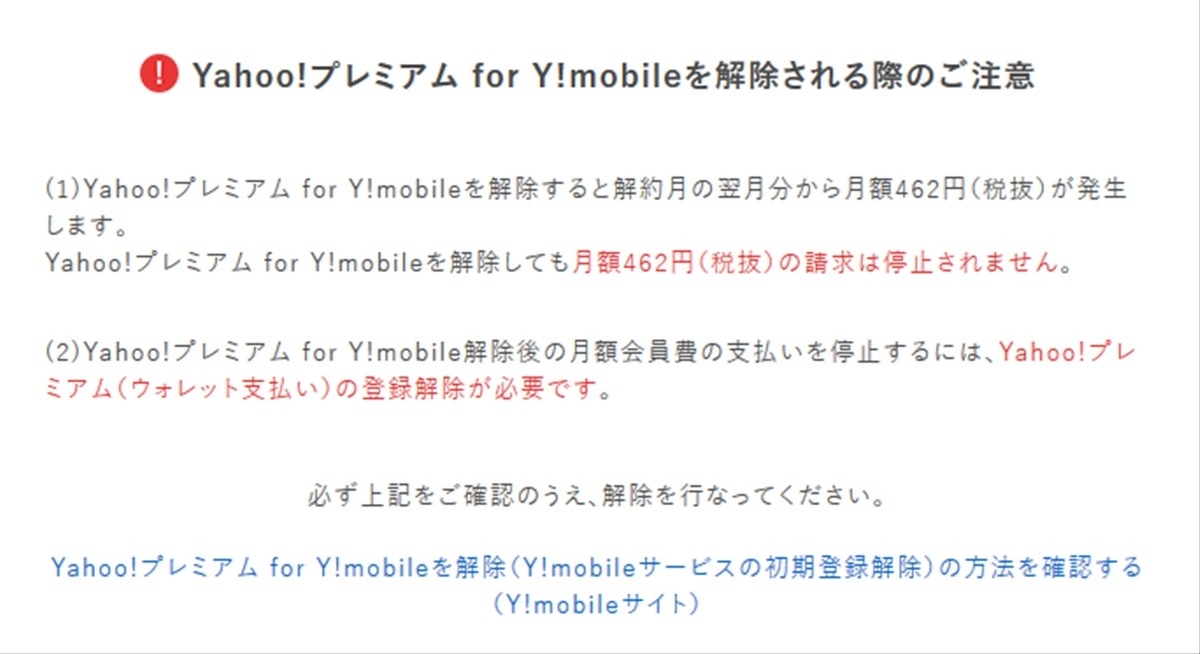 ! Yahoo!プレミアム for Y!mobileを解除される際のご注意
(1)Yahoo!プレミアム for Y!mobileを解除すると解約月の翌月分から月額462円(税抜)が発生
します。
Yahoo!プレミアム for Y!mobileを解除しても月額462円(税抜)の請求は停止されません。
(2)Yahoo!プレミアム for Y!mobile解除後の月額会員費の支払いを停止するには、Yahoo!プレ
ミアム(ウォレット支払い)の登録解除が必要です。
必ず上記をご確認のうえ、解除を行なってください。
Yahoo!プレミアム for Y!mobileを解除(Y!mobileサービスの初期登録解除)の方法を確認する
(Y!mobileサイト)